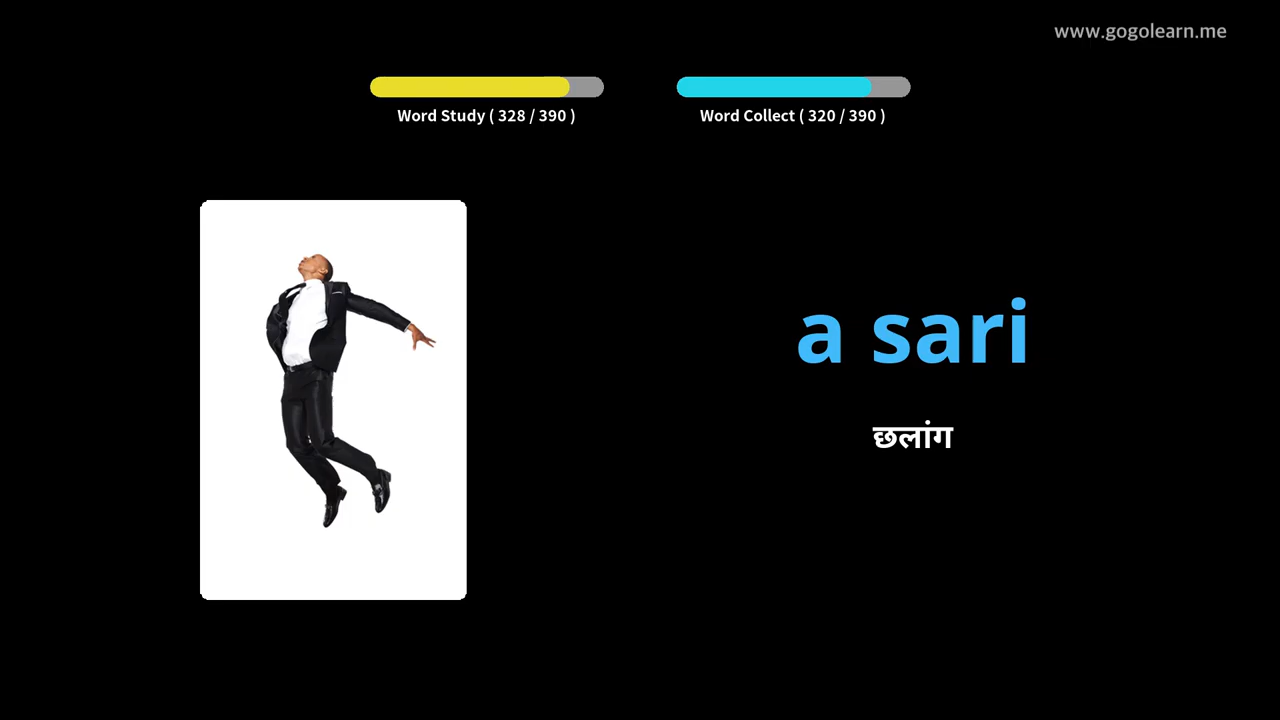 www.gogolearn.me
Word Study ( 328 / 390 )
Word Collect ( 320 / 390 )
a sari
छलांग